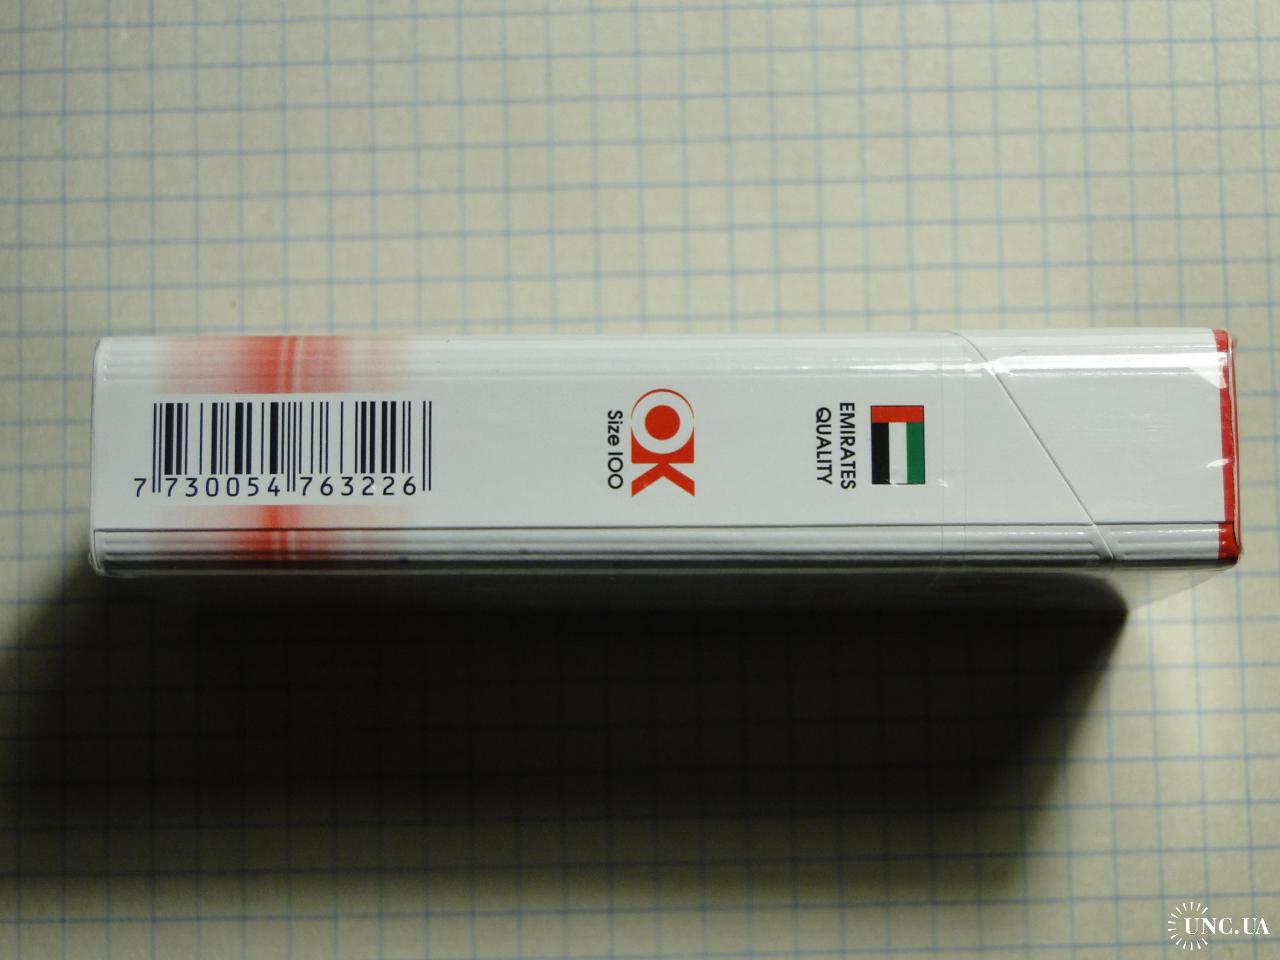 7 730054 763226
OK
Size 100
EMIRATES
QUALITY
UNC.UA